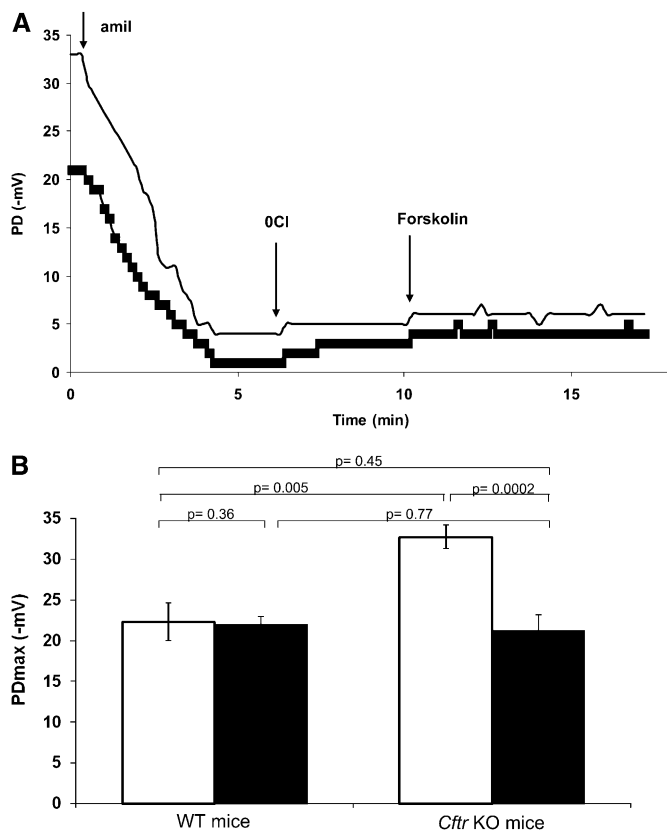 A
amil
35
30
25
20
15
10
5
0
PD (-mV)
0Cl
Forskolin
0 5 10 15
Time (min)
B
p= 0.45
p= 0.005 p= 0.0002
p= 0.36 p= 0.77
35
30
25
20
15
10
5
0
PDmax (-mV)
WT mice Cftr KO mice